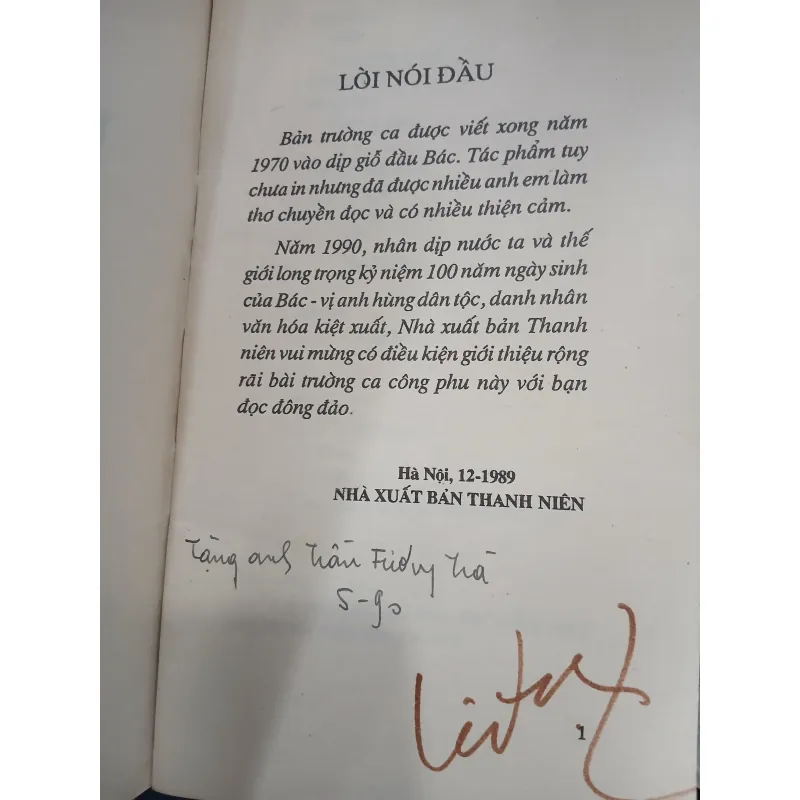 LỜI NÓI ĐẦU
Bản trường ca được viết xong năm
1970 vào dịp giỗ đầu Bác. Tác phẩm tuy
chưa in nhưng đã được nhiều anh em làm
thơ chuyền đọc và có nhiều thiện cảm.
Năm 1990, nhân dịp nước ta và thế
giới long trọng kỷ niệm 100 năm ngày sinh
của Bác - vị anh hùng dân tộc, danh nhân
văn hóa kiệt xuất, Nhà xuất bản Thanh
niên vui mừng có điều kiện giới thiệu rộng
rãi bài trường ca công phu này với bạn
đọc đông đảo.
Hà Nội, 12-1989
NHÀ XUẤT BẢN THANH NIÊN
Tặng anh Trần Fương Trà
5-90
1